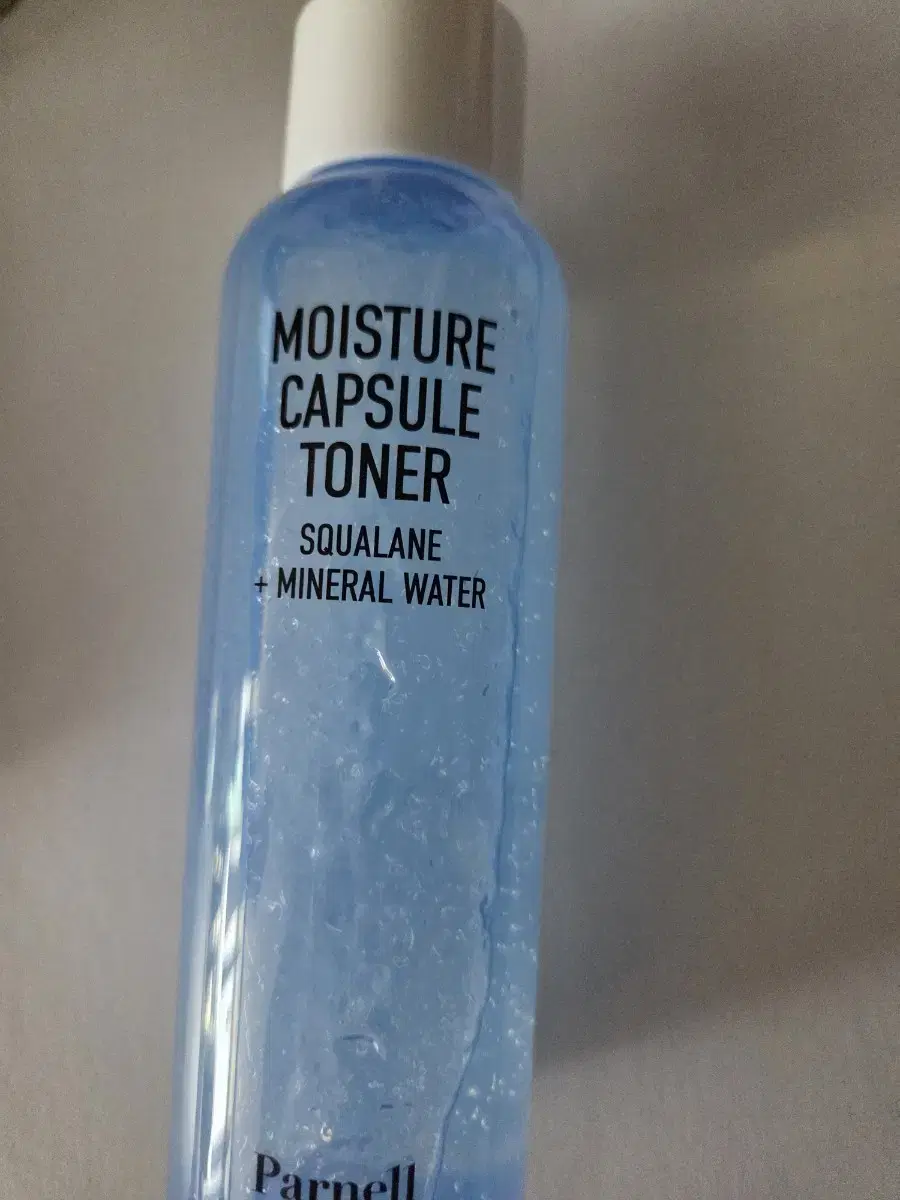 MOISTURE
CAPSULE
TONER
SQUALANE
+ MINERAL WATER
Parnell